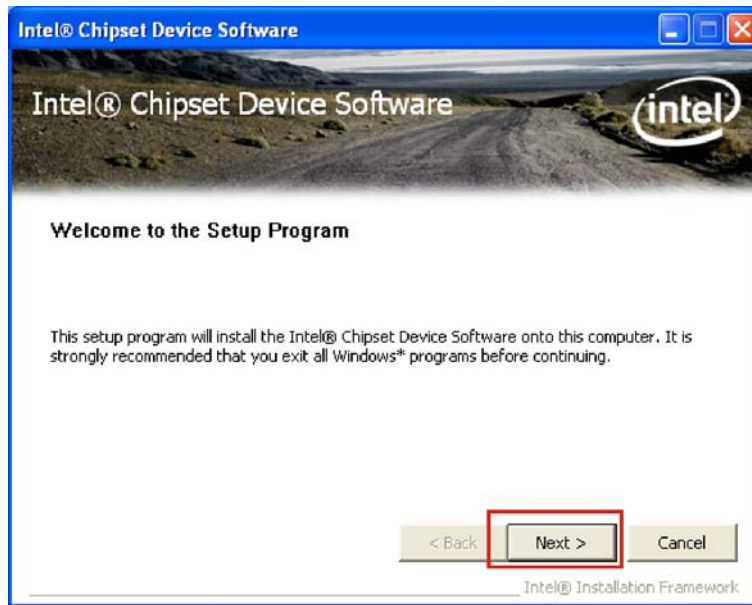 Intel® Chipset Device Software
Intel® Chipset Device Software
intel
Welcome to the Setup Program
This setup program will install the Intel® Chipset Device Software onto this computer. It is
strongly recommended that you exit all Windows* programs before continuing.
< Back
Next >
Cancel
Intel® Installation Framework